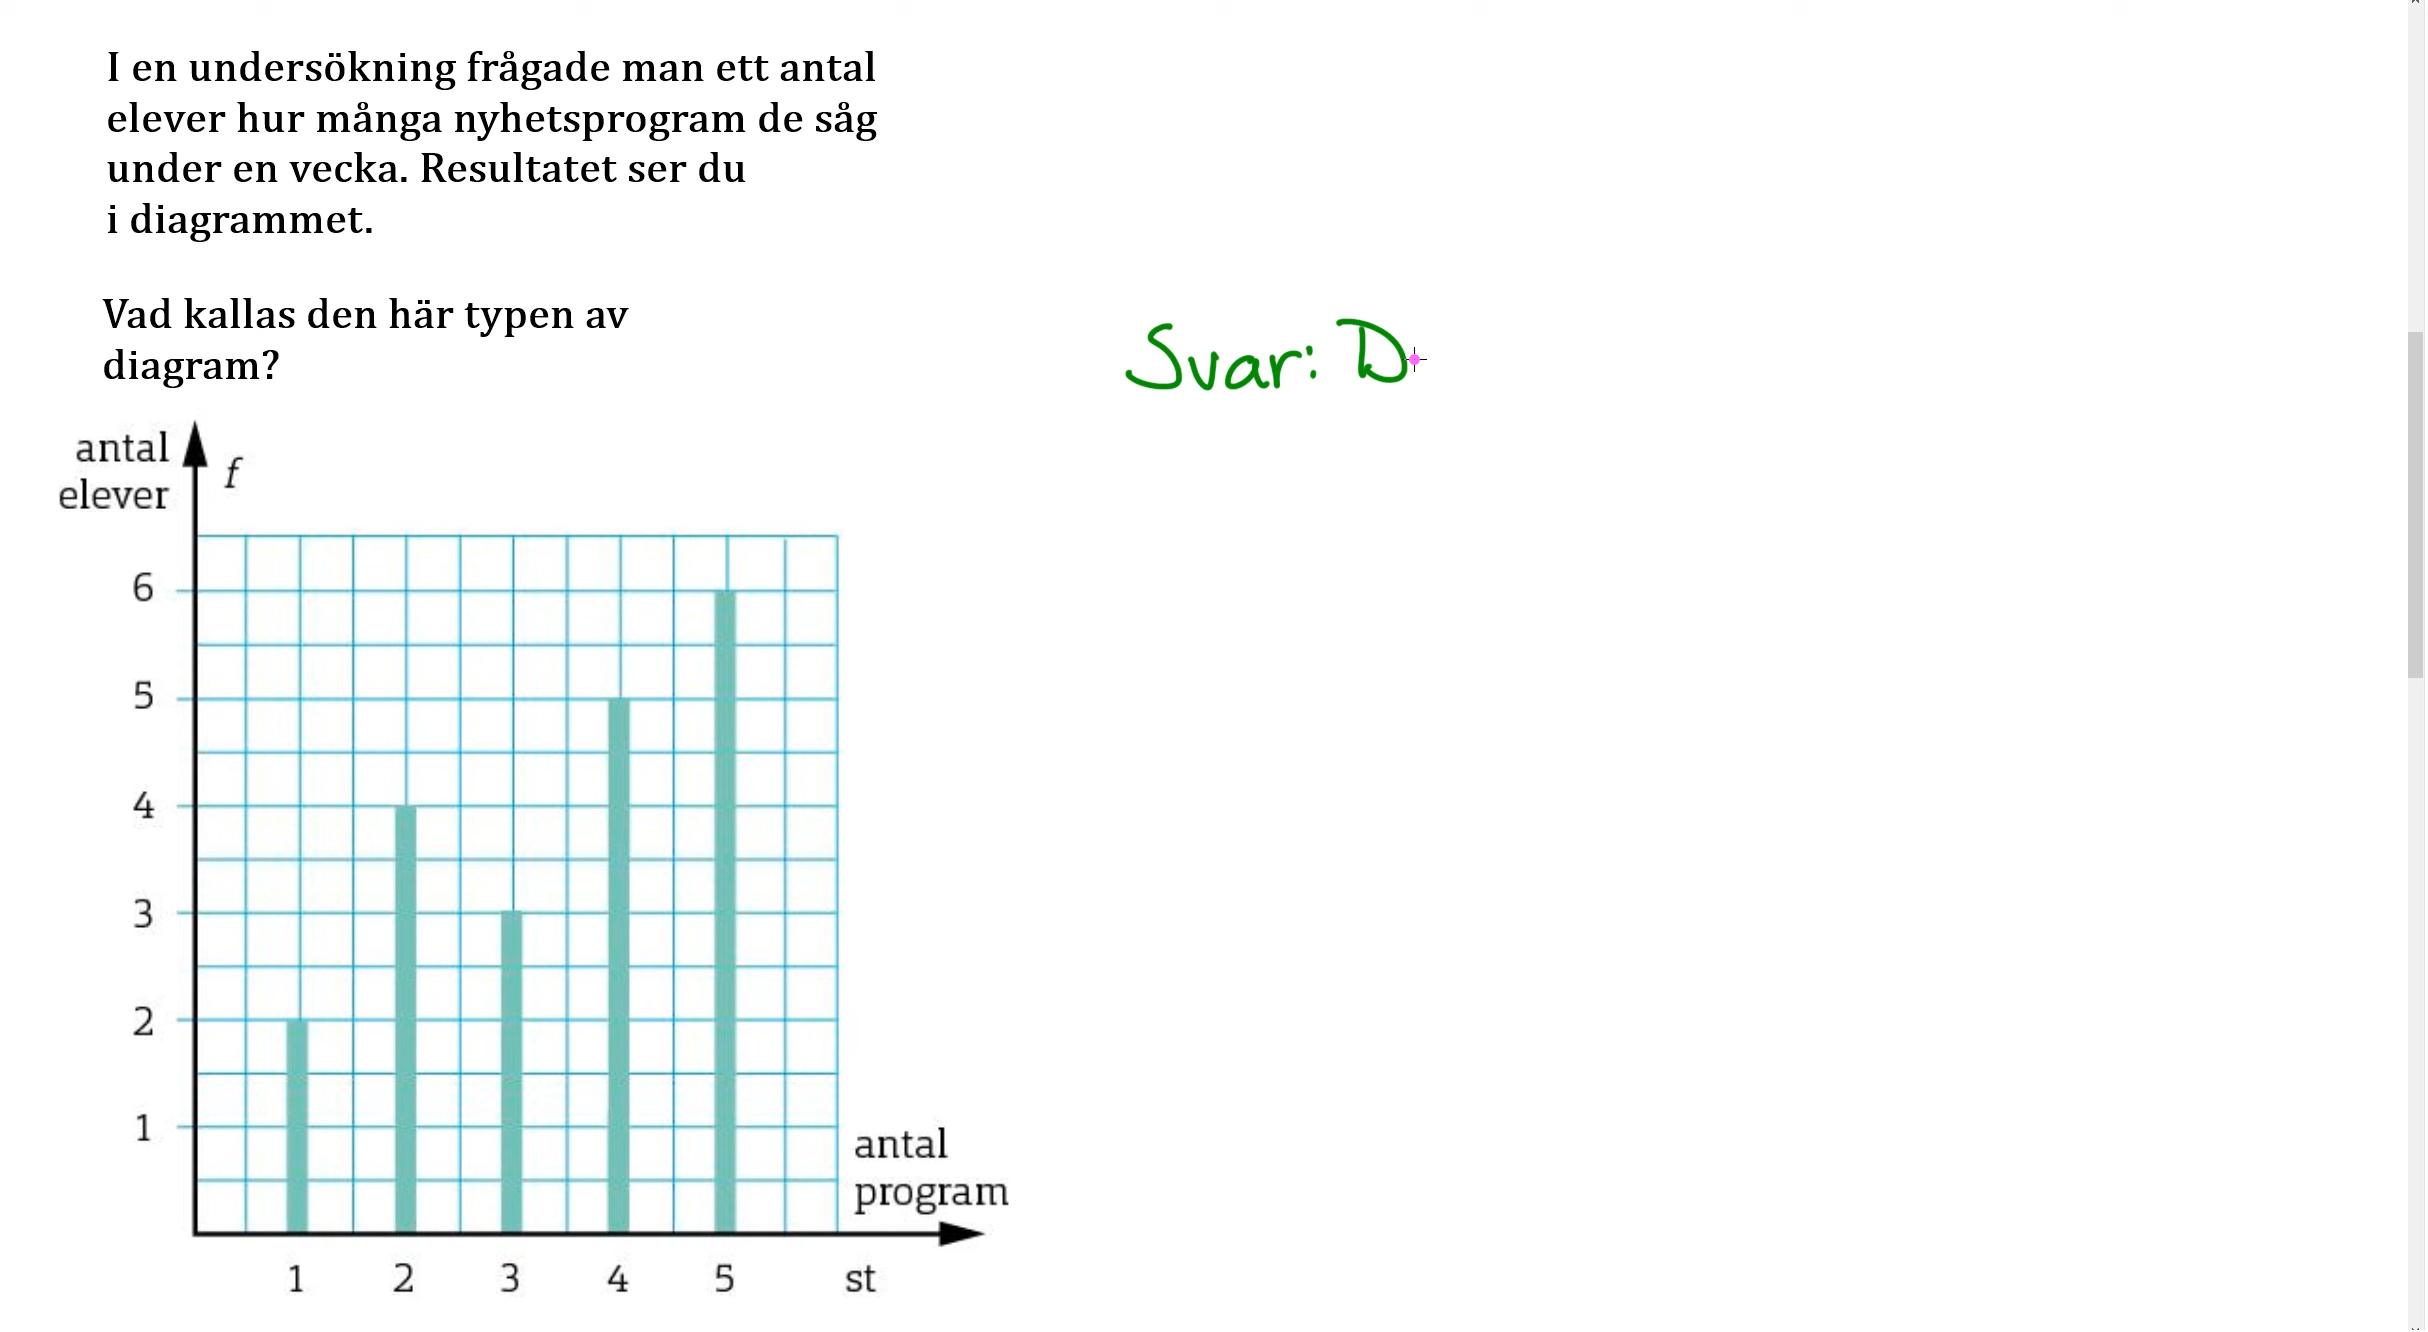 I en undersökning frågade man ett antal
elever hur många nyhetsprogram de såg
under en vecka. Resultatet ser du
i diagrammet.
Vad kallas den här typen av
diagram?
Svar: D
antal
elever
f
6
5
4
3
2
1
antal
program
1 2 3 4 5 st